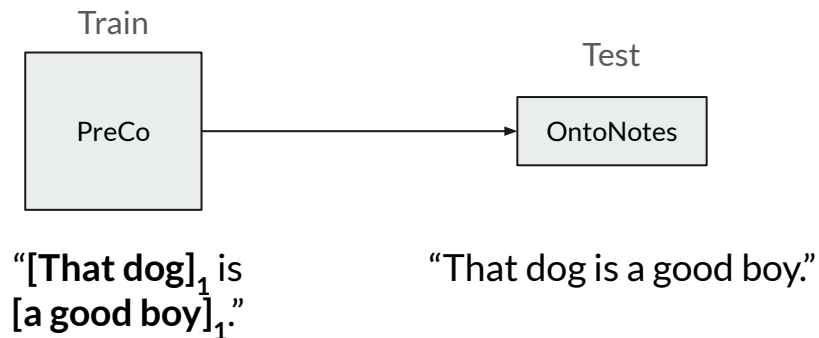 Train
Test
PreCo
OntoNotes
“[That dog]₁ is
[a good boy]₁.”
“That dog is a good boy.”